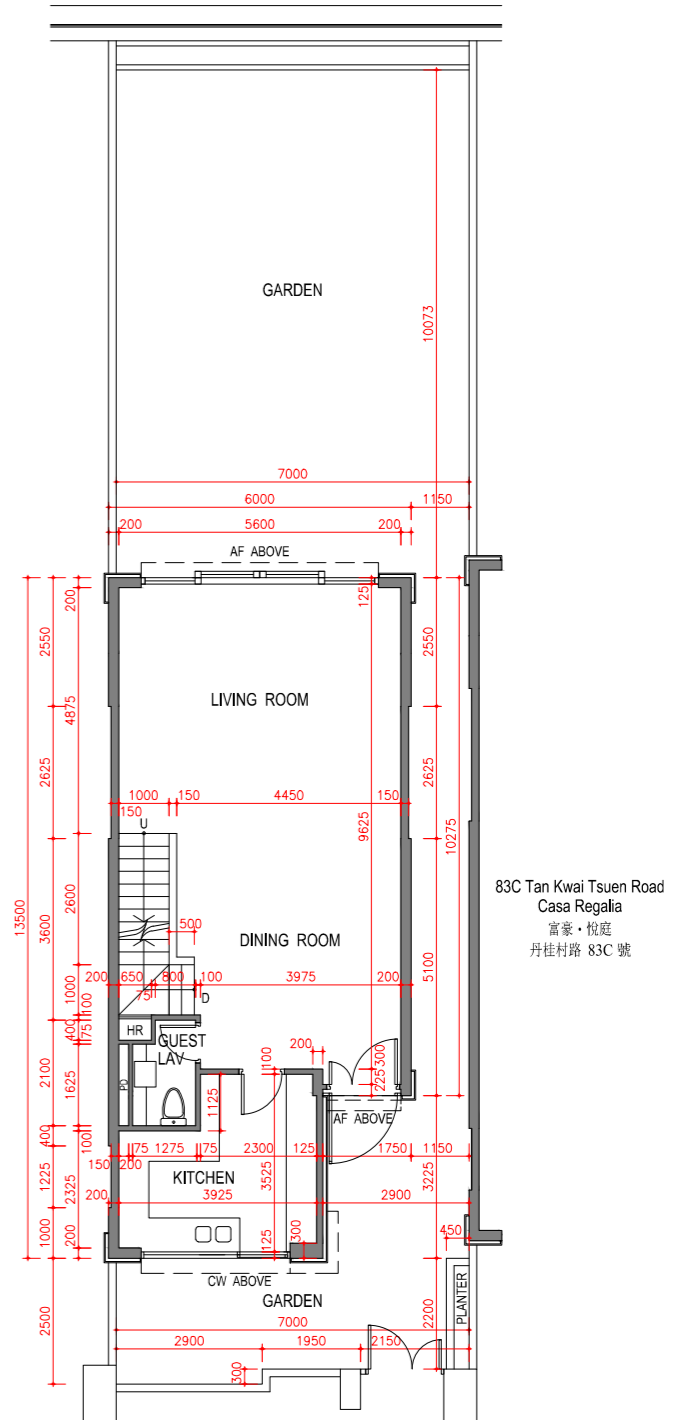 GARDEN
10073
7000
6000 1150
200 5600 200
AF ABOVE
200
125
2550
2550
4875
LIVING ROOM
2625
2625
1000 150 4450 150
150
9625
10275
U
83C Tan Kwai Tsuen Road
Casa Regalia
富豪・悅庭
丹桂村路 83C 號
13500
3600
2600
500
DINING ROOM
5100
200 650 800 100 3975 200
75
D
1000
100
HR
400
75
GUEST
LAV
200
100
300
225
2100
1625
PD
1125
AF ABOVE
400
100
75 1275 75 2300 125 1750 1150
150 200
KITCHEN
3525
3225
1225
2325
200 3925 2900
1000
200
125
300
450
CW ABOVE
GARDEN
PLANTER
2500
2200
7000
2900 1950 2150
300